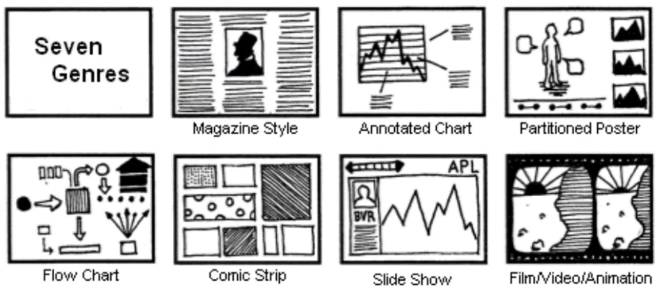 Seven
Genres
Magazine Style
Annotated Chart
Partitioned Poster
APL
BVR
Flow Chart
Comic Strip
Slide Show
Film/Video/Animation